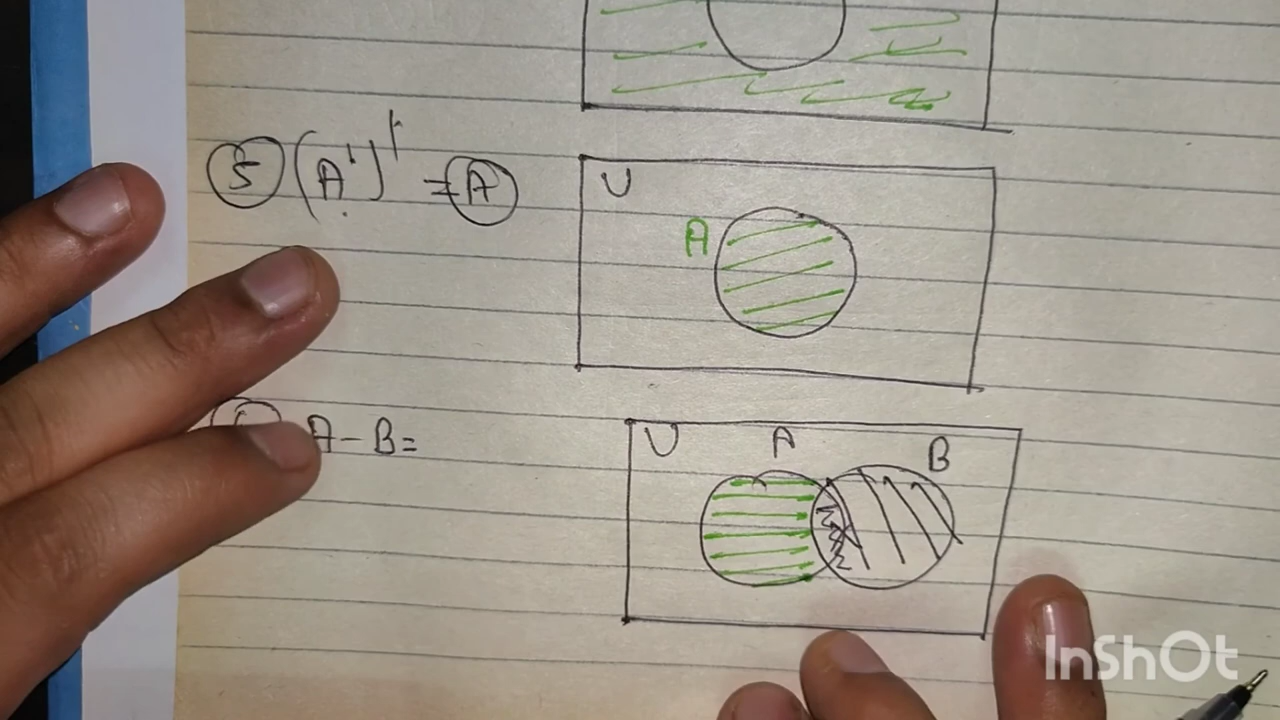 5 (A')' = A
U
A
A - B =
U A B
InShOt